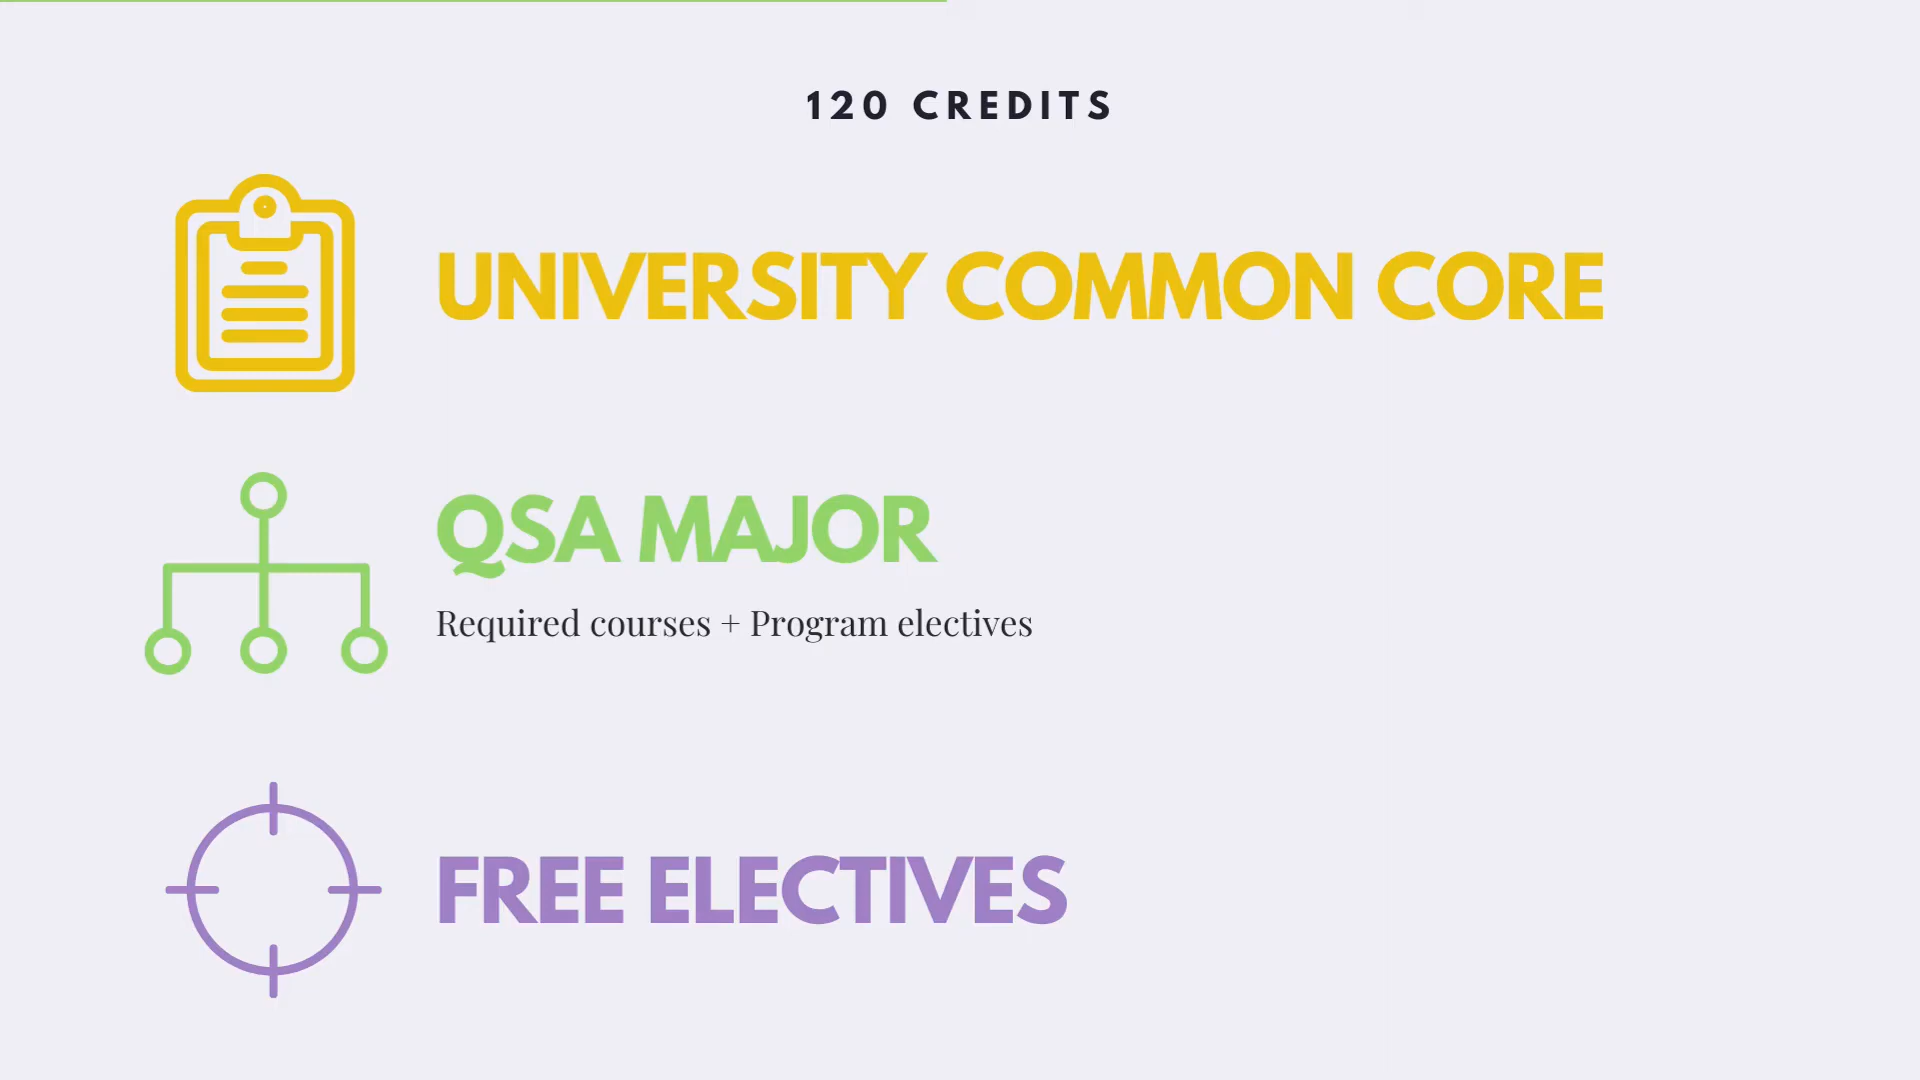 120 CREDITS
UNIVERSITY COMMON CORE
QSA MAJOR
Required courses + Program electives
FREE ELECTIVES